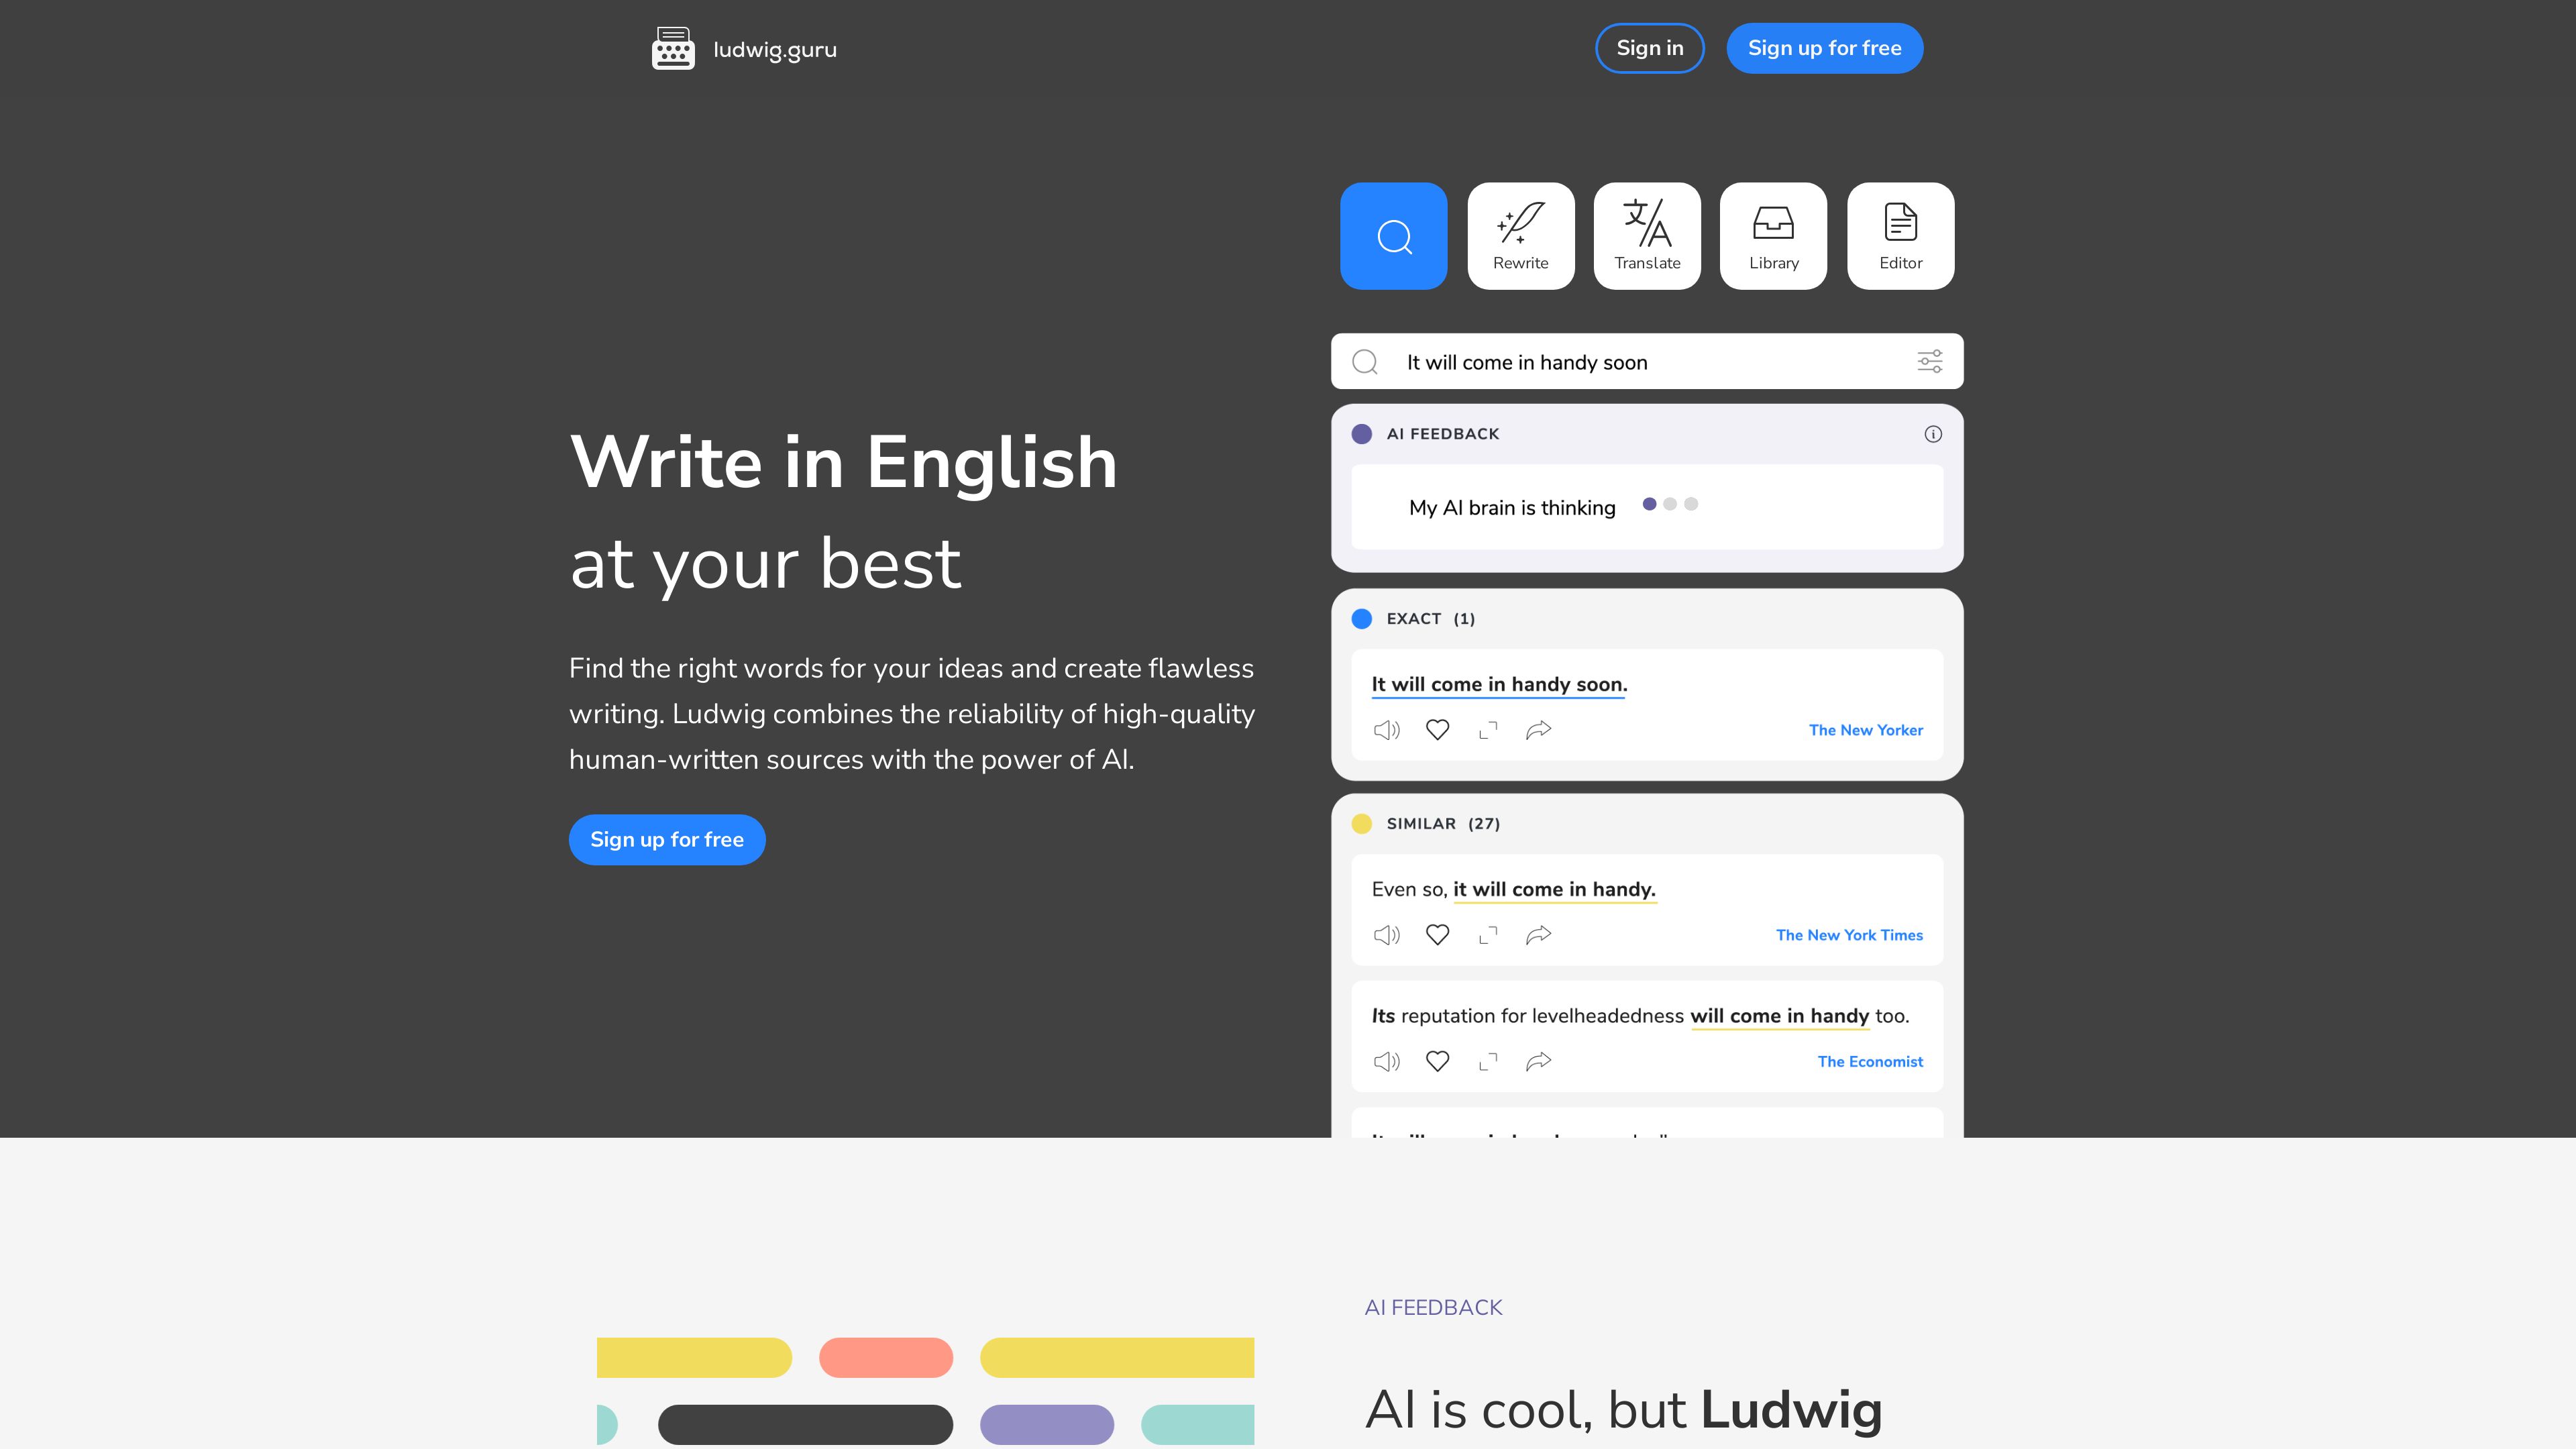 ludwig.guru
Sign in
Sign up for free
Write in English
at your best
Find the right words for your ideas and create flawless
writing. Ludwig combines the reliability of high-quality
human-written sources with the power of AI.
Sign up for free
Rewrite
Translate
Library
Editor
It will come in handy soon
AI FEEDBACK
My AI brain is thinking
EXACT (1)
It will come in handy soon.
The New Yorker
SIMILAR (27)
Even so, it will come in handy.
The New York Times
Its reputation for levelheadedness will come in handy too.
The Economist
AI FEEDBACK
AI is cool, but Ludwig